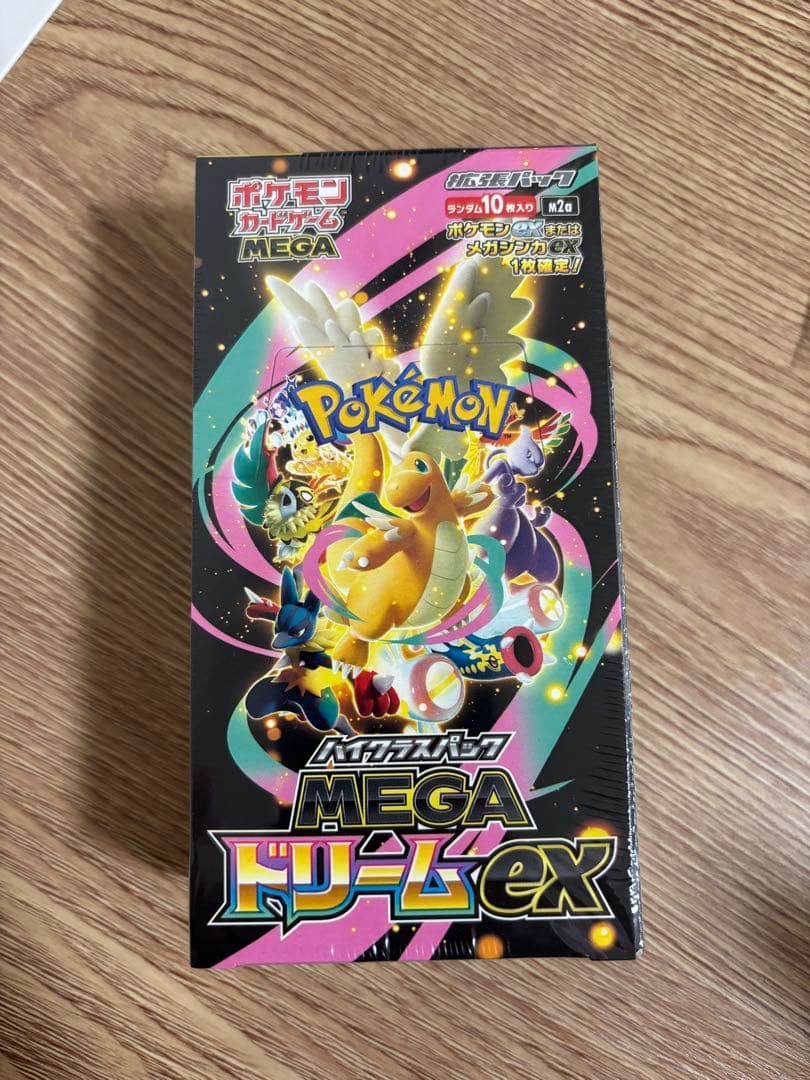 ポケモン
カードゲーム
MEGA
拡張パック
ランダム10枚入り M2a
ポケモンexまたは
メガシンカex
1枚確定!
POKÉMON
ハイクラスパック
MEGA
ドリームex